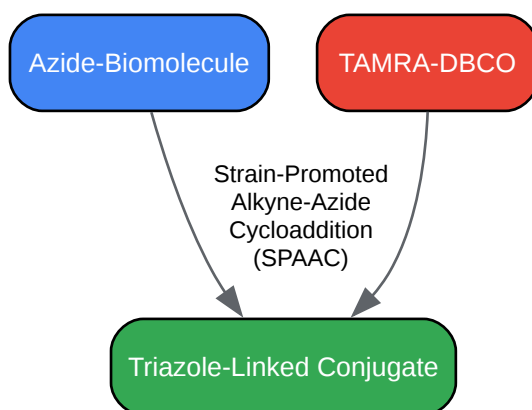 Azide-Biomolecule
TAMRA-DBCO
Strain-Promoted
Alkyne-Azide
Cycloaddition
(SPAAC)
Triazole-Linked Conjugate